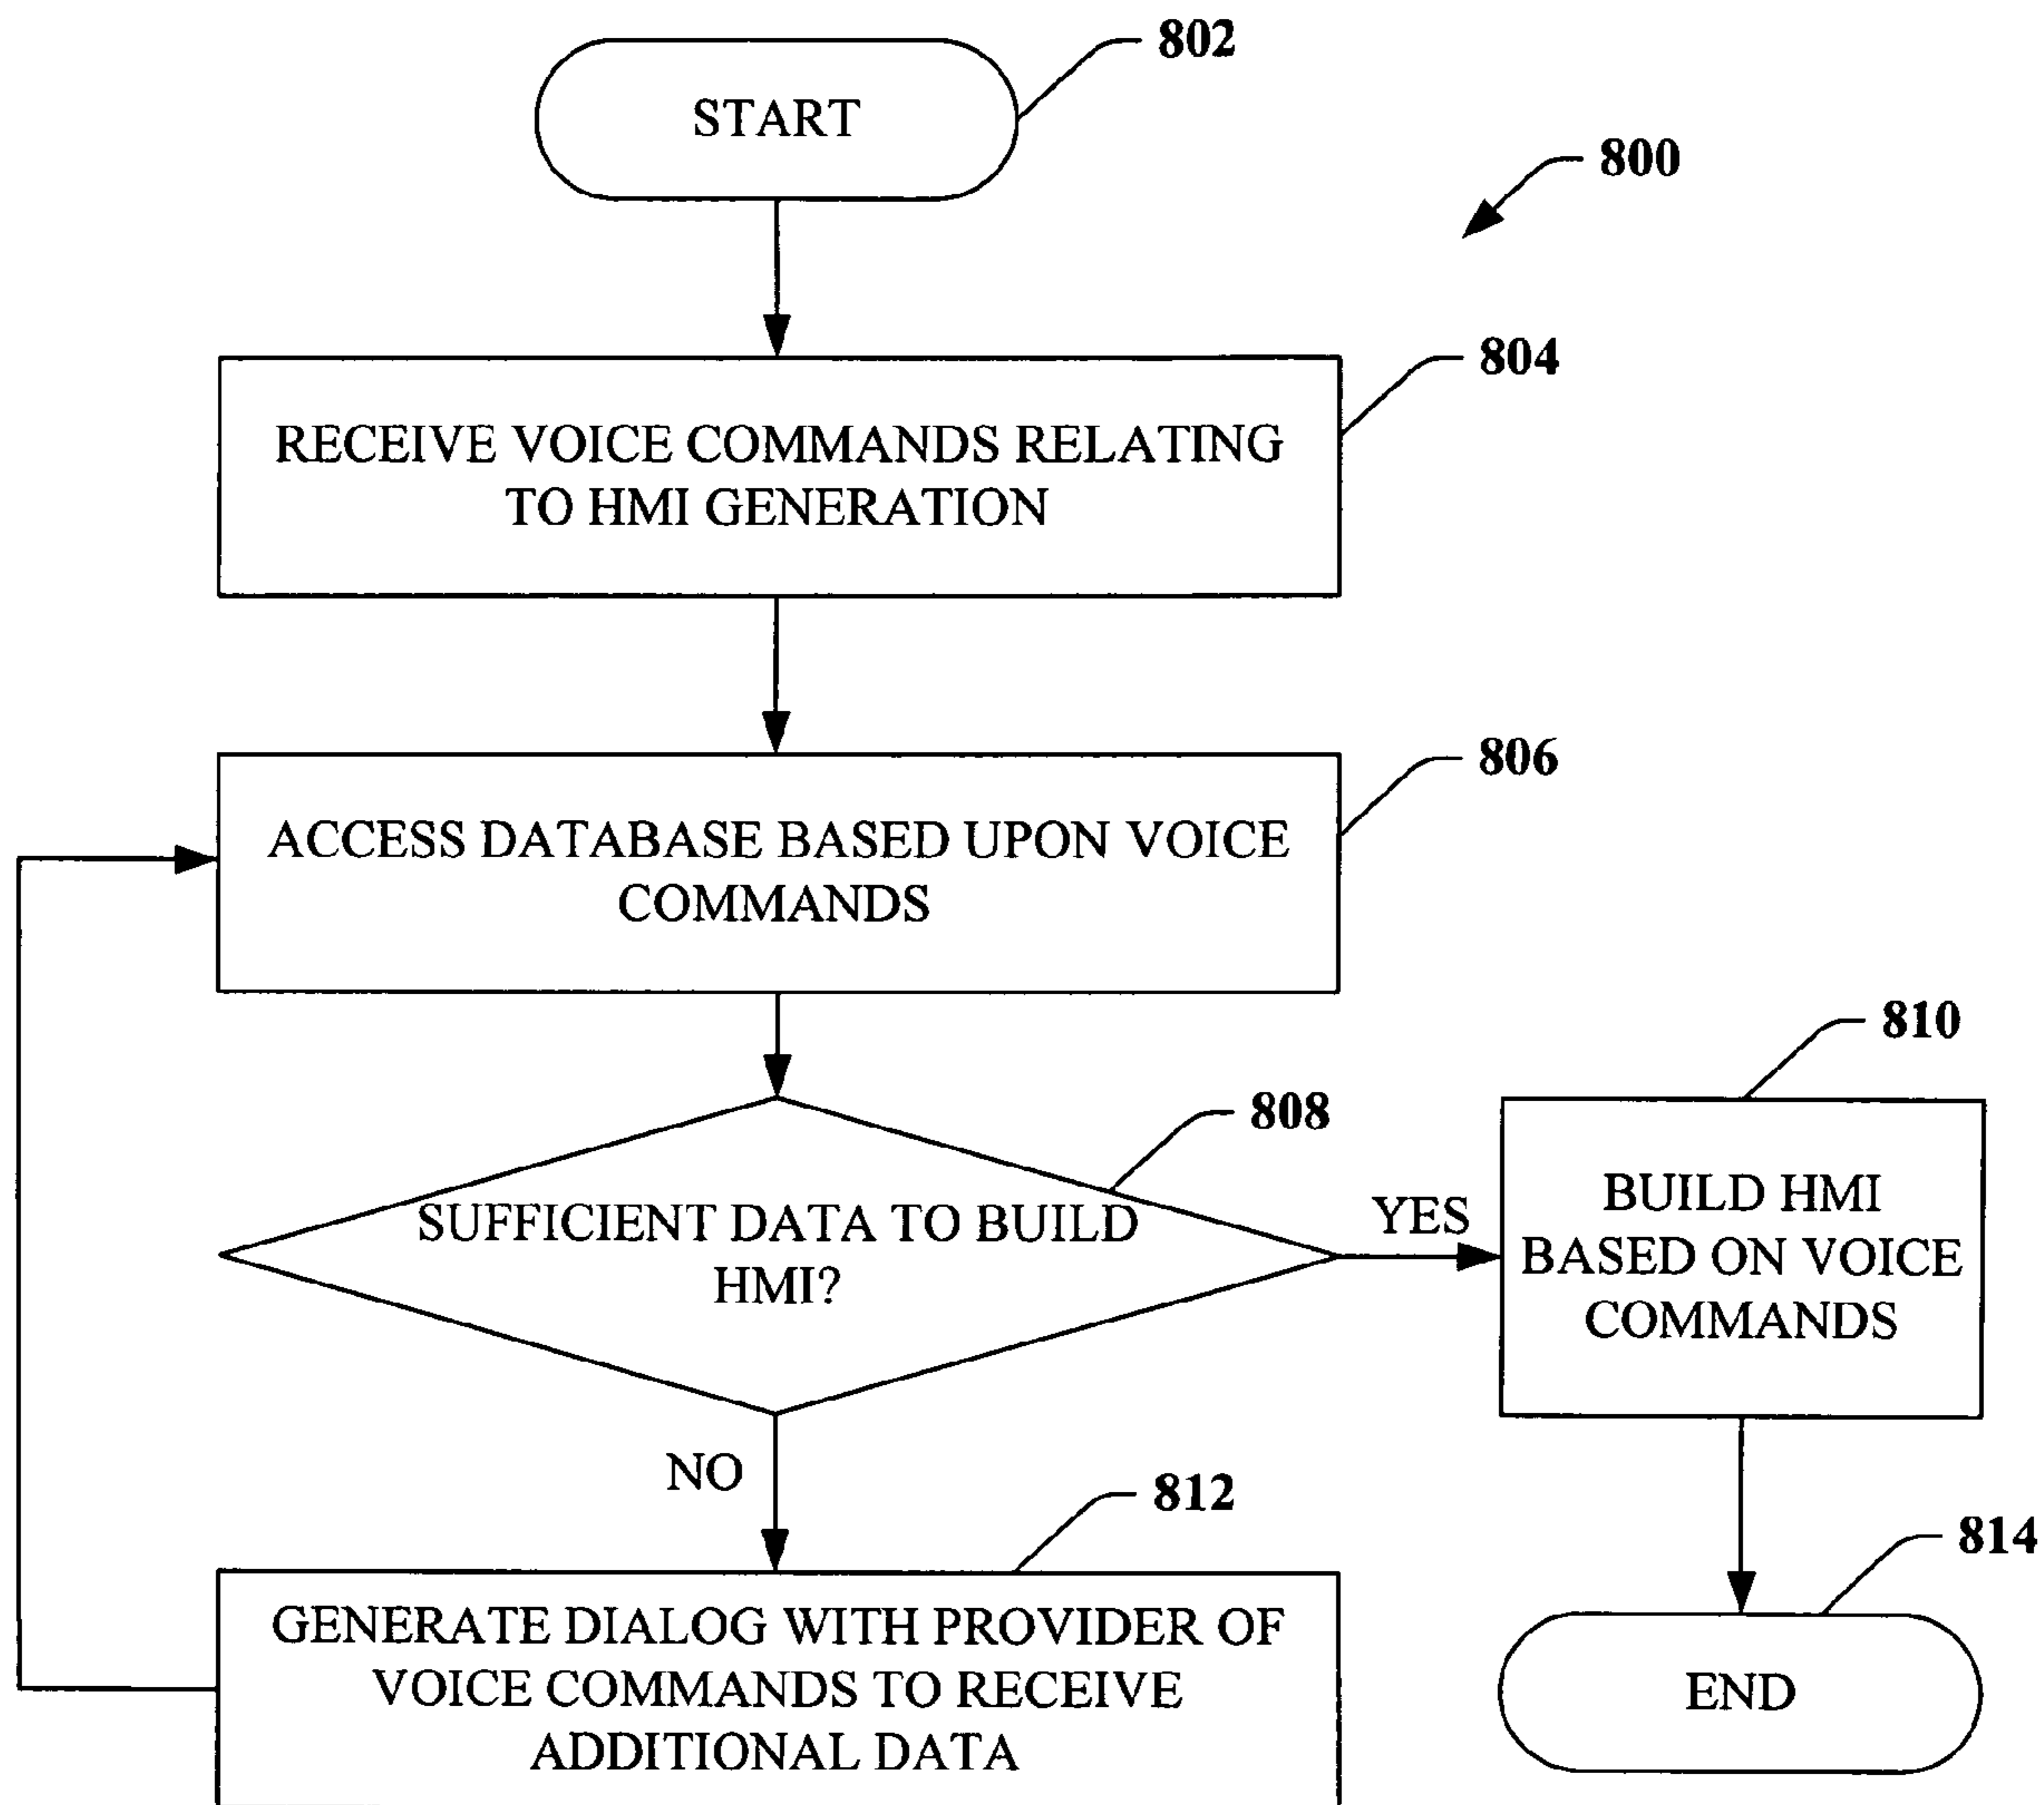 802
START
800
804
RECEIVE VOICE COMMANDS RELATING
TO HMI GENERATION
806
ACCESS DATABASE BASED UPON VOICE
COMMANDS
808
SUFFICIENT DATA TO BUILD
HMI?
YES
810
BUILD HMI
BASED ON VOICE
COMMANDS
NO
812
GENERATE DIALOG WITH PROVIDER OF
VOICE COMMANDS TO RECEIVE
ADDITIONAL DATA
814
END